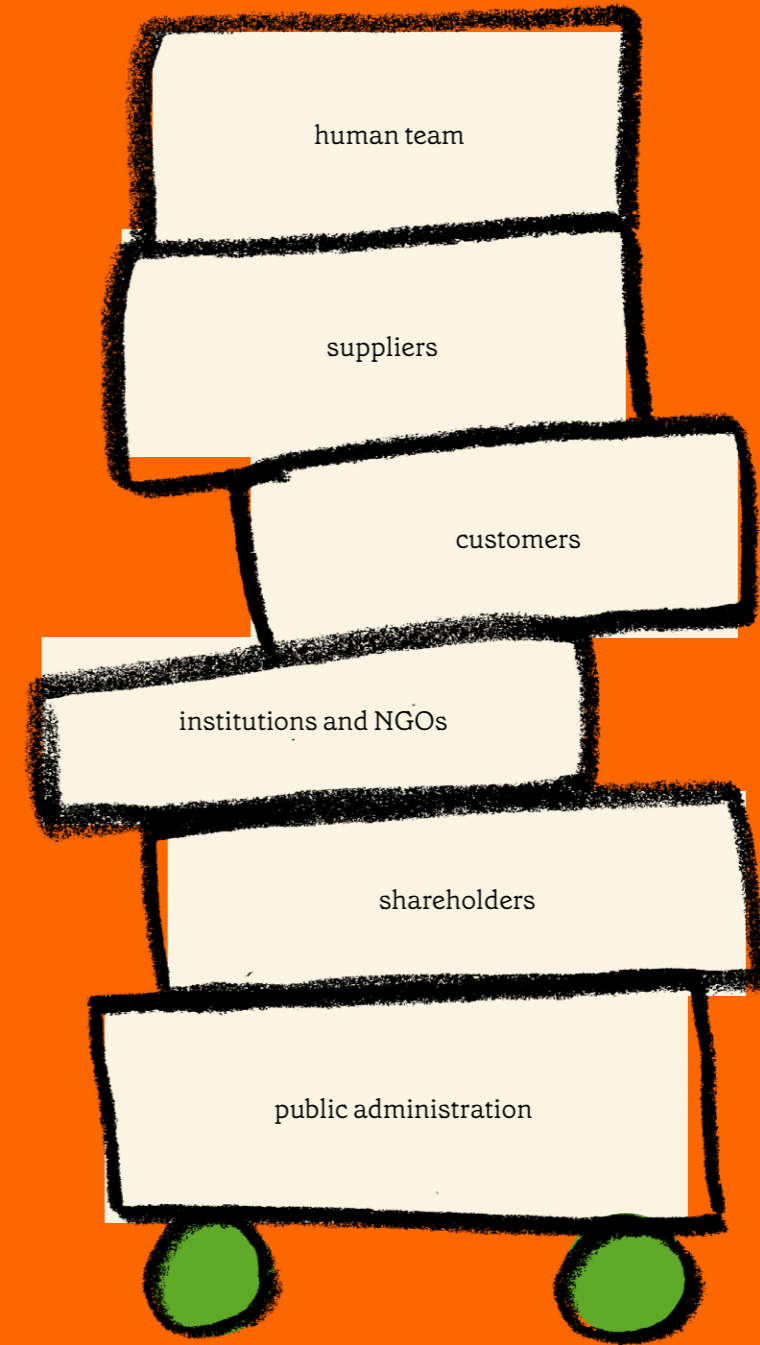 human team
suppliers
customers
institutions and NGOs
shareholders
public administration